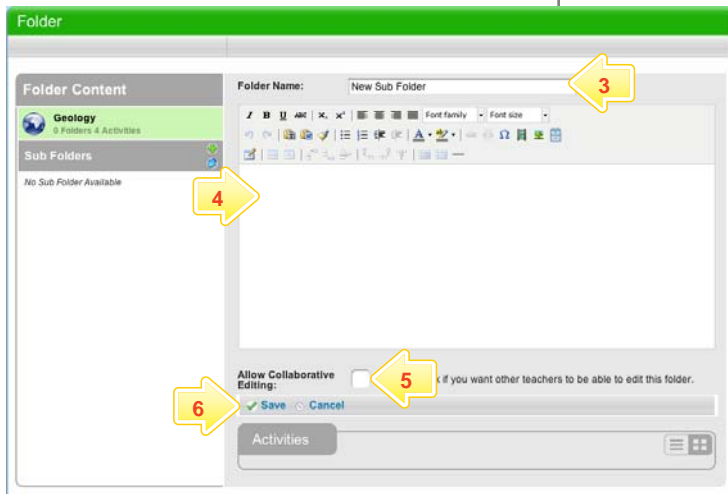 Folder
Folder Content
Geology
0 Folders 4 Activities
Sub Folders
No Sub Folder Available
Folder Name: New Sub Folder
3
I B U ABC x, x² Font family Font size
A Ω
4
Allow Collaborative
Editing:
5
if you want other teachers to be able to edit this folder.
6
Save Cancel
Activities